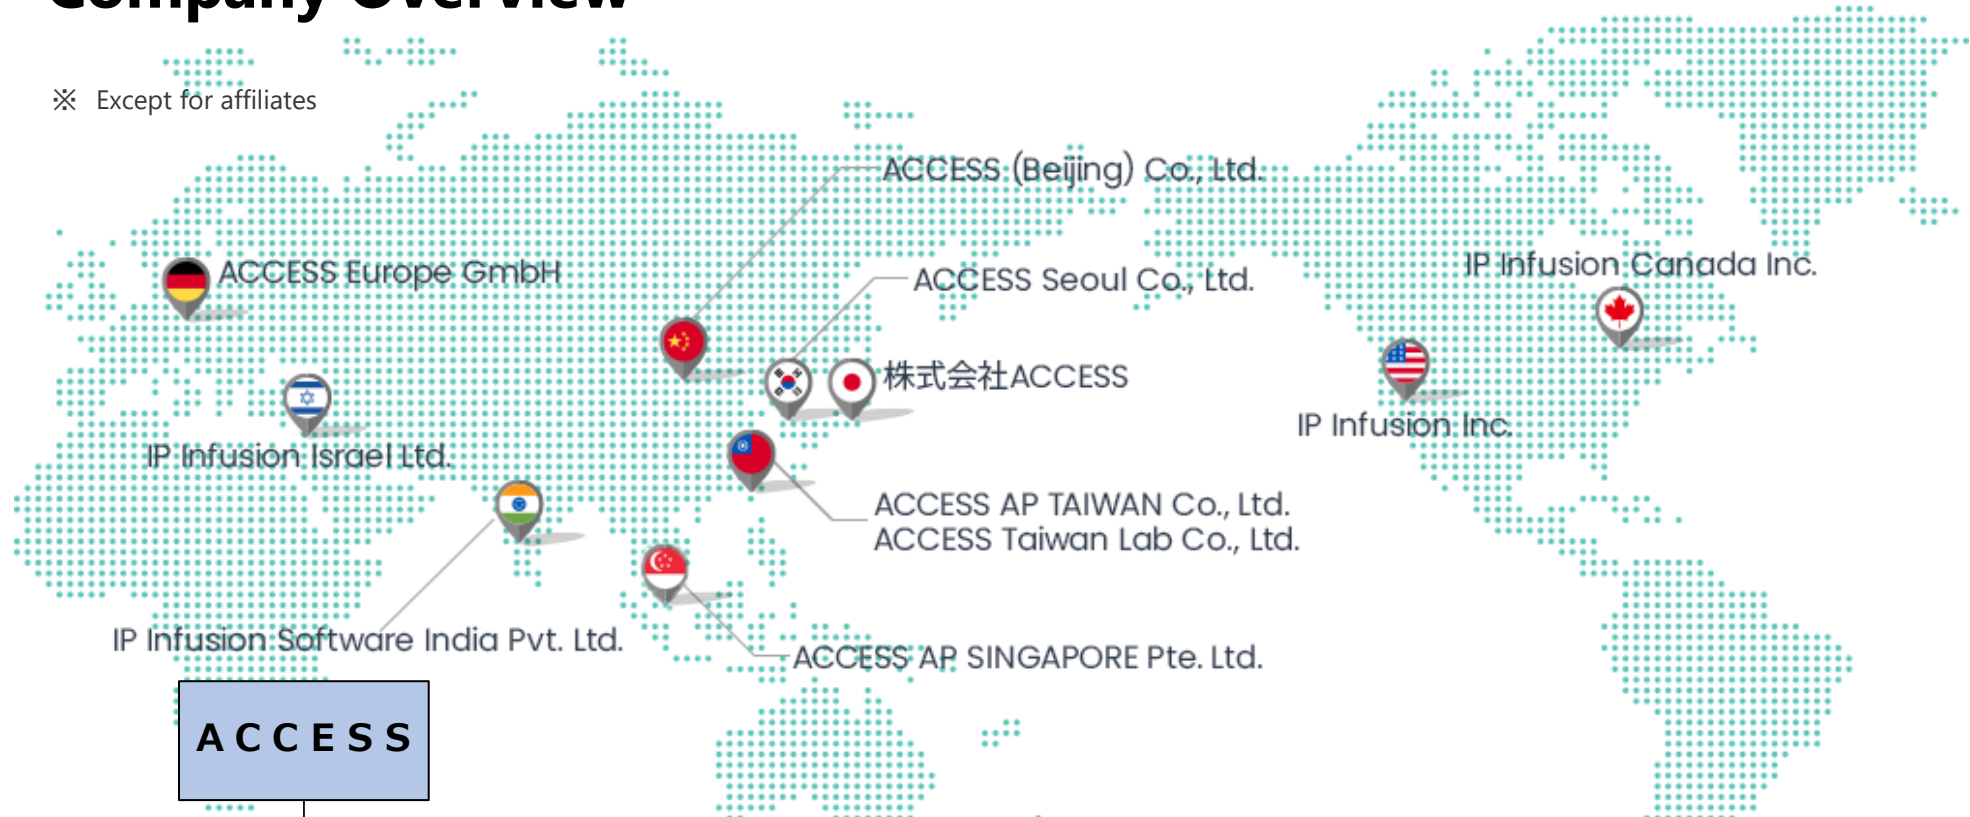 Company Overview
※ Except for affiliates
ACCESS (Beijing) Co., Ltd.
IP Infusion Canada Inc.
ACCESS Europe GmbH
ACCESS Seoul Co., Ltd.
株式会社ACCESS
IP Infusion Inc.
IP Infusion Israel Ltd.
ACCESS AP TAIWAN Co., Ltd.
ACCESS Taiwan Lab Co., Ltd.
IP Infusion Software India Pvt. Ltd.
ACCESS AP SINGAPORE Pte. Ltd.
ACCESS